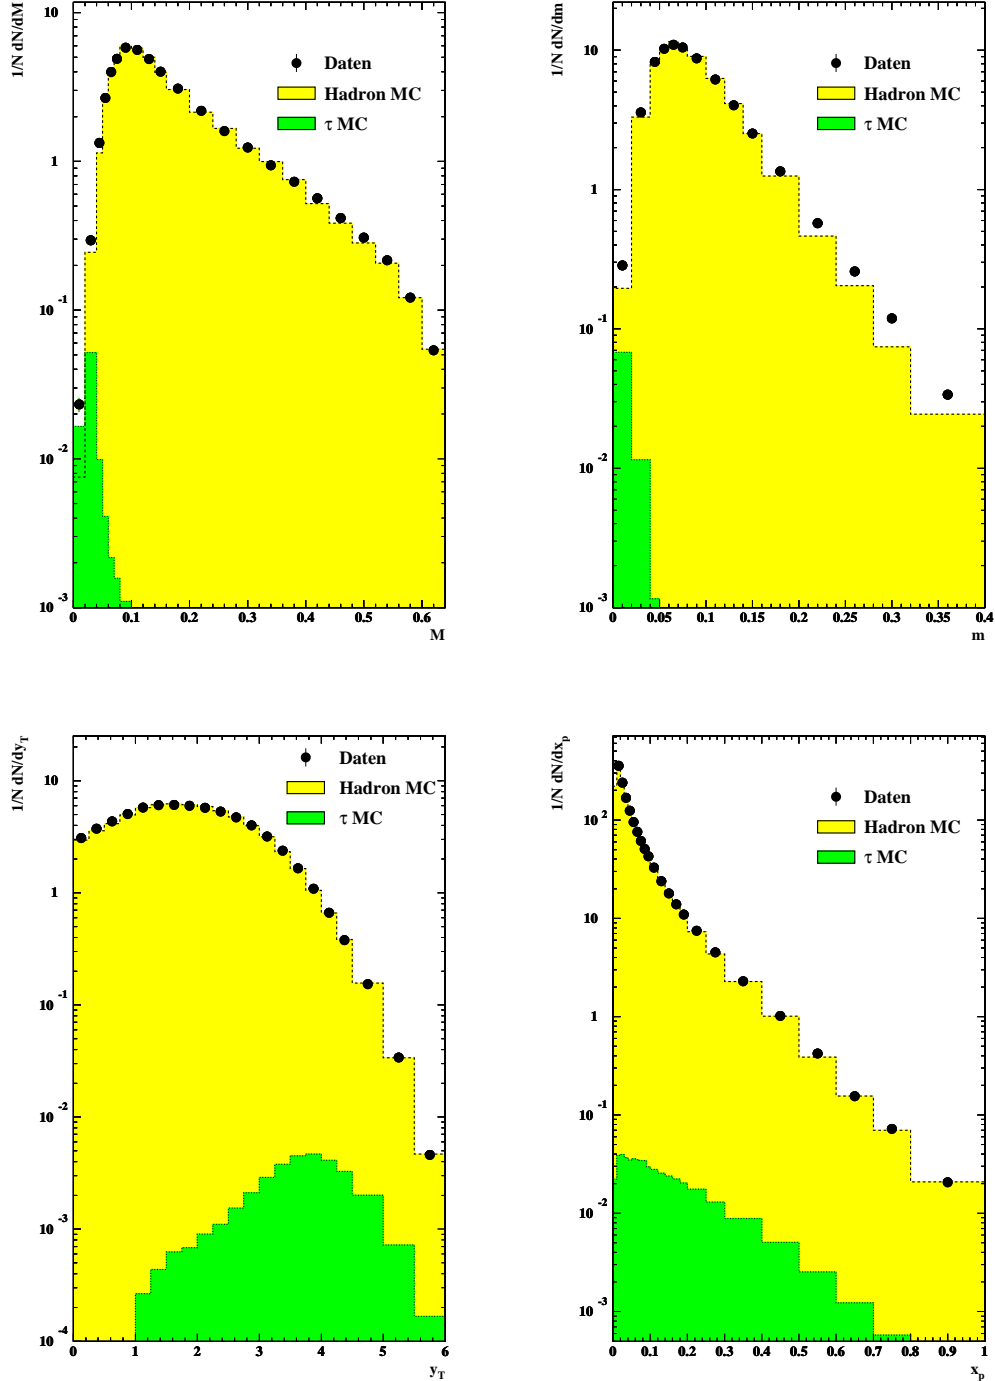 1/N dN/dM
10
1
10 -1
10 -2
10 -3
0 0.1 0.2 0.3 0.4 0.5 0.6
M
Daten
Hadron MC
τ MC
1/N dN/dm
10
1
10 -1
10 -2
10 -3
0 0.05 0.1 0.15 0.2 0.25 0.3 0.35 0.4
m
Daten
Hadron MC
τ MC
1/N dN/dyT
10
1
10 -1
10 -2
10 -3
10 -4
0 1 2 3 4 5 6
yT
Daten
Hadron MC
τ MC
1/N dN/dxp
10 2
10
1
10 -1
10 -2
10 -3
0 0.1 0.2 0.3 0.4 0.5 0.6 0.7 0.8 0.9 1
xp
Daten
Hadron MC
τ MC